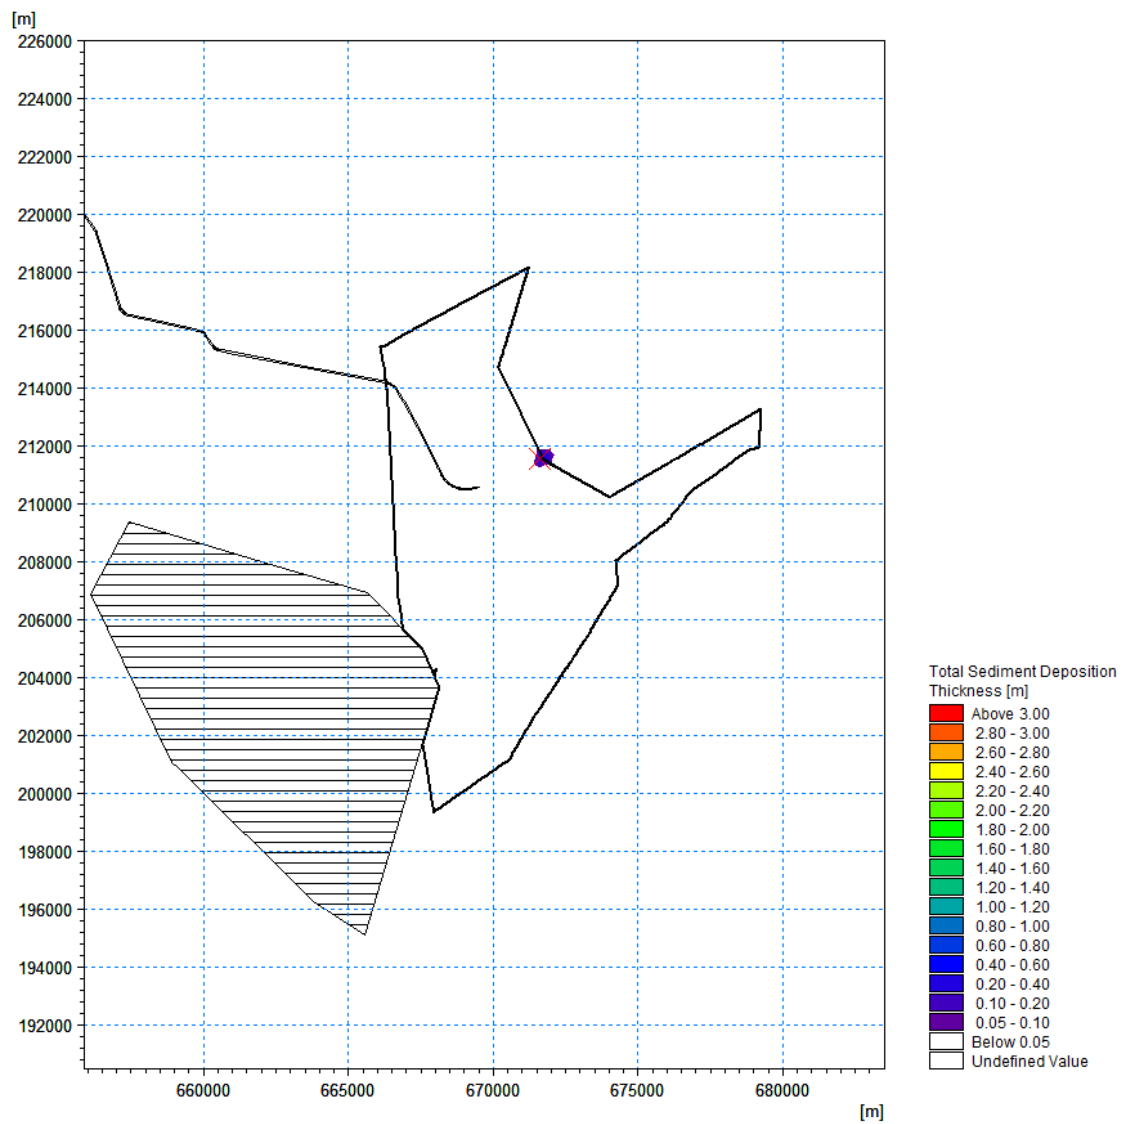 [m]
226000
224000
222000
220000
218000
216000
214000
212000
210000
208000
206000
204000
202000
200000
198000
196000
194000
192000
660000 665000 670000 675000 680000
[m]
Total Sediment Deposition
Thickness [m]
Above 3.00
2.80 - 3.00
2.60 - 2.80
2.40 - 2.60
2.20 - 2.40
2.00 - 2.20
1.80 - 2.00
1.60 - 1.80
1.40 - 1.60
1.20 - 1.40
1.00 - 1.20
0.80 - 1.00
0.60 - 0.80
0.40 - 0.60
0.20 - 0.40
0.10 - 0.20
0.05 - 0.10
Below 0.05
Undefined Value